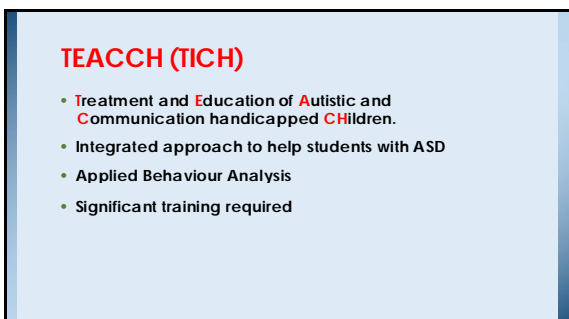 TEACCH (TICH)
• Treatment and Education of Autistic and
Communication handicapped CHildren.
• Integrated approach to help students with ASD
• Applied Behaviour Analysis
• Significant training required